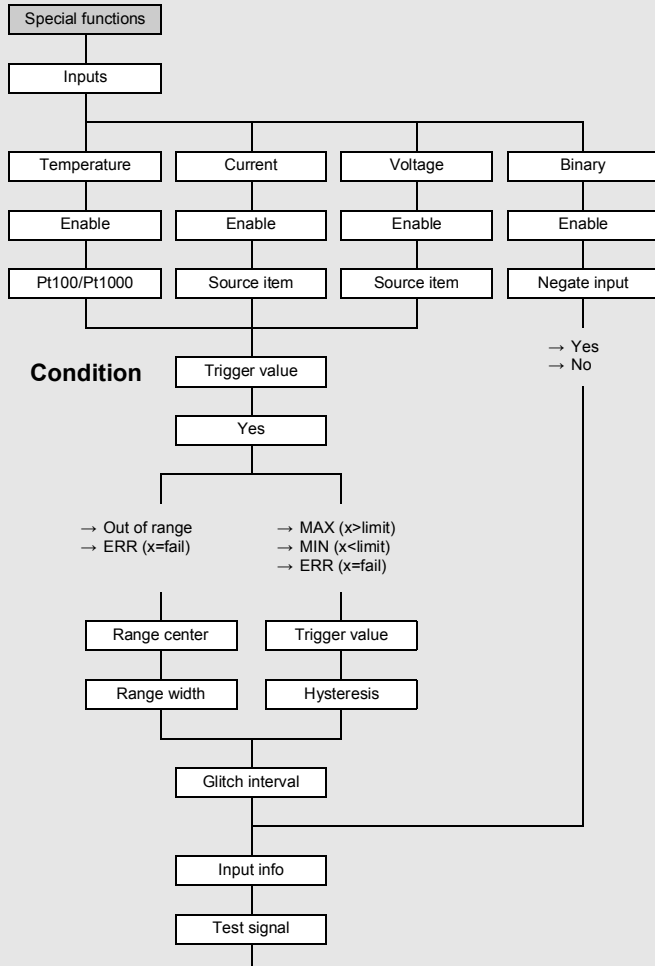 Special functions
Inputs
Temperature
Current
Voltage
Binary
Enable
Enable
Enable
Enable
Pt100/Pt1000
Source item
Source item
Negate input
→ Yes
→ No
Condition
Trigger value
Yes
→ Out of range
→ ERR (x=fail)
→ MAX (x>limit)
→ MIN (x<limit)
→ ERR (x=fail)
Range center
Trigger value
Range width
Hysteresis
Glitch interval
Input info
Test signal